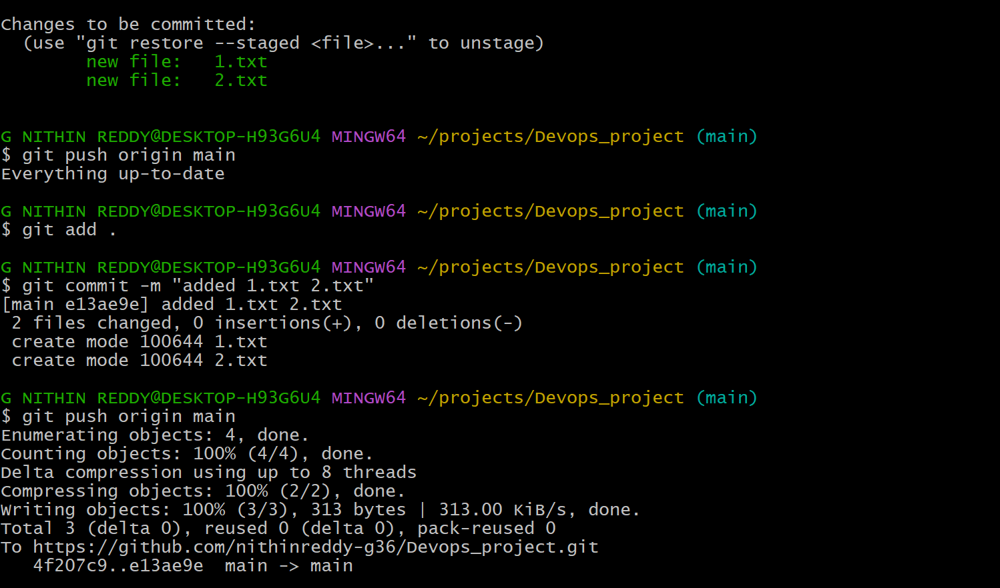 Changes to be committed:
  (use "git restore --staged <file>..." to unstage)
        new file:   1.txt
        new file:   2.txt
G NITHIN REDDY@DESKTOP-H93G6U4 MINGW64 ~/projects/Devops_project (main)
$ git push origin main
Everything up-to-date
G NITHIN REDDY@DESKTOP-H93G6U4 MINGW64 ~/projects/Devops_project (main)
$ git add .
G NITHIN REDDY@DESKTOP-H93G6U4 MINGW64 ~/projects/Devops_project (main)
$ git commit -m "added 1.txt 2.txt"
[main e13ae9e] added 1.txt 2.txt
 2 files changed, 0 insertions(+), 0 deletions(-)
 create mode 100644 1.txt
 create mode 100644 2.txt
G NITHIN REDDY@DESKTOP-H93G6U4 MINGW64 ~/projects/Devops_project (main)
$ git push origin main
Enumerating objects: 4, done.
Counting objects: 100% (4/4), done.
Delta compression using up to 8 threads
Compressing objects: 100% (2/2), done.
Writing objects: 100% (3/3), 313 bytes | 313.00 KiB/s, done.
Total 3 (delta 0), reused 0 (delta 0), pack-reused 0
To https://github.com/nithinreddy-g36/Devops_project.git
   4f207c9..e13ae9e  main -> main